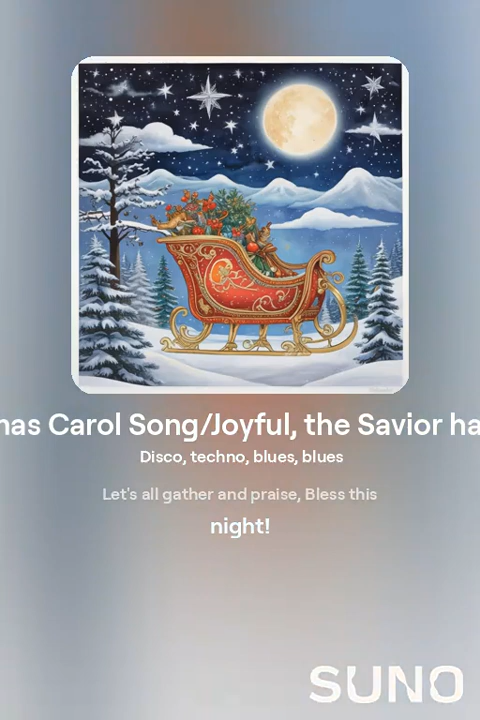 nas Carol Song/Joyful, the Savior ha
Disco, techno, blues, blues
Let's all gather and praise, Bless this
night!
SUNO